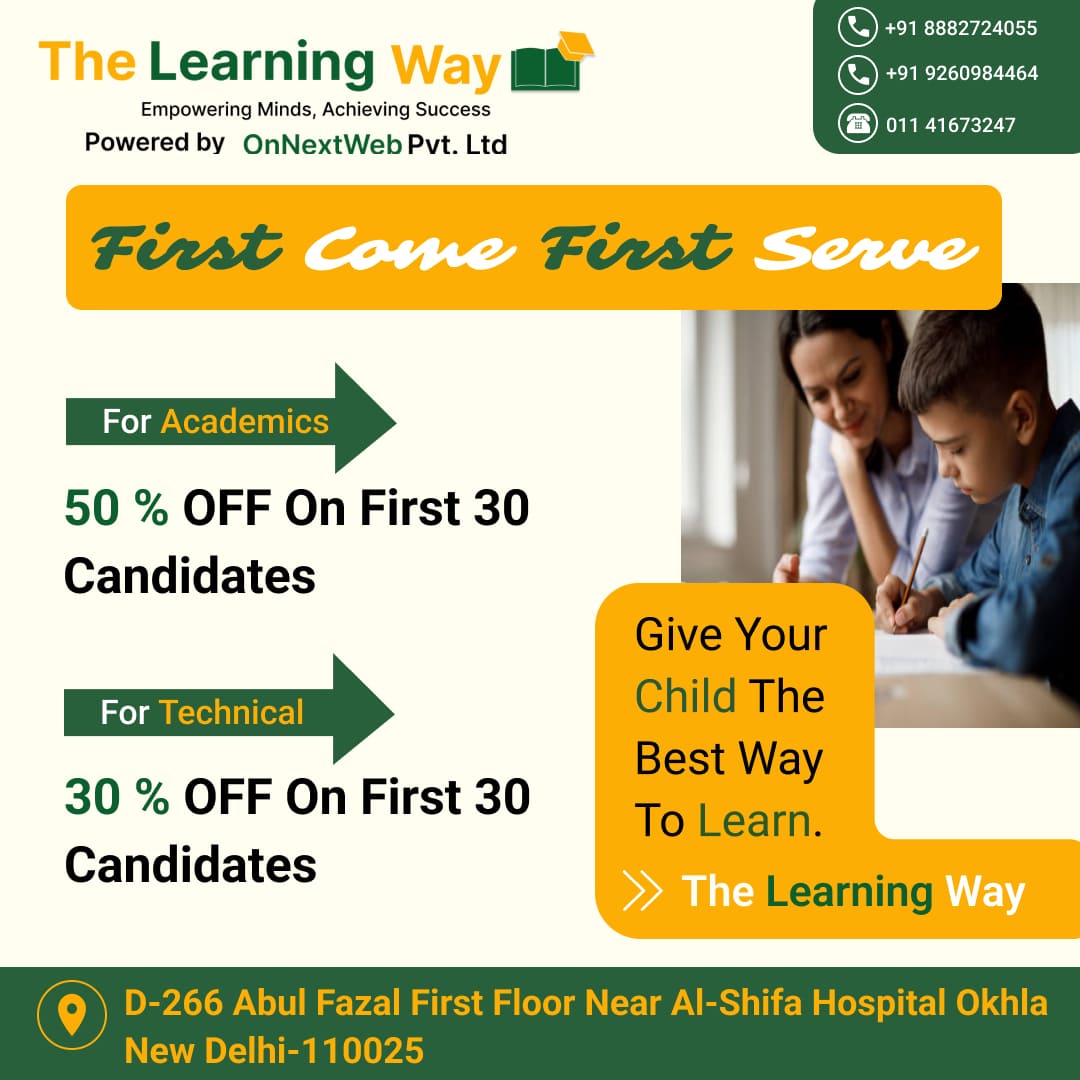 The Learning Way
Empowering Minds, Achieving Success
Powered by OnNextWeb Pvt. Ltd
+91 8882724055
+91 9260984464
011 41673247
First Come First Serve
For Academics
50 % OFF On First 30
Candidates
For Technical
30 % OFF On First 30
Candidates
Give Your
Child The
Best Way
To Learn.
The Learning Way
D-266 Abul Fazal First Floor Near Al-Shifa Hospital Okhla
New Delhi-110025